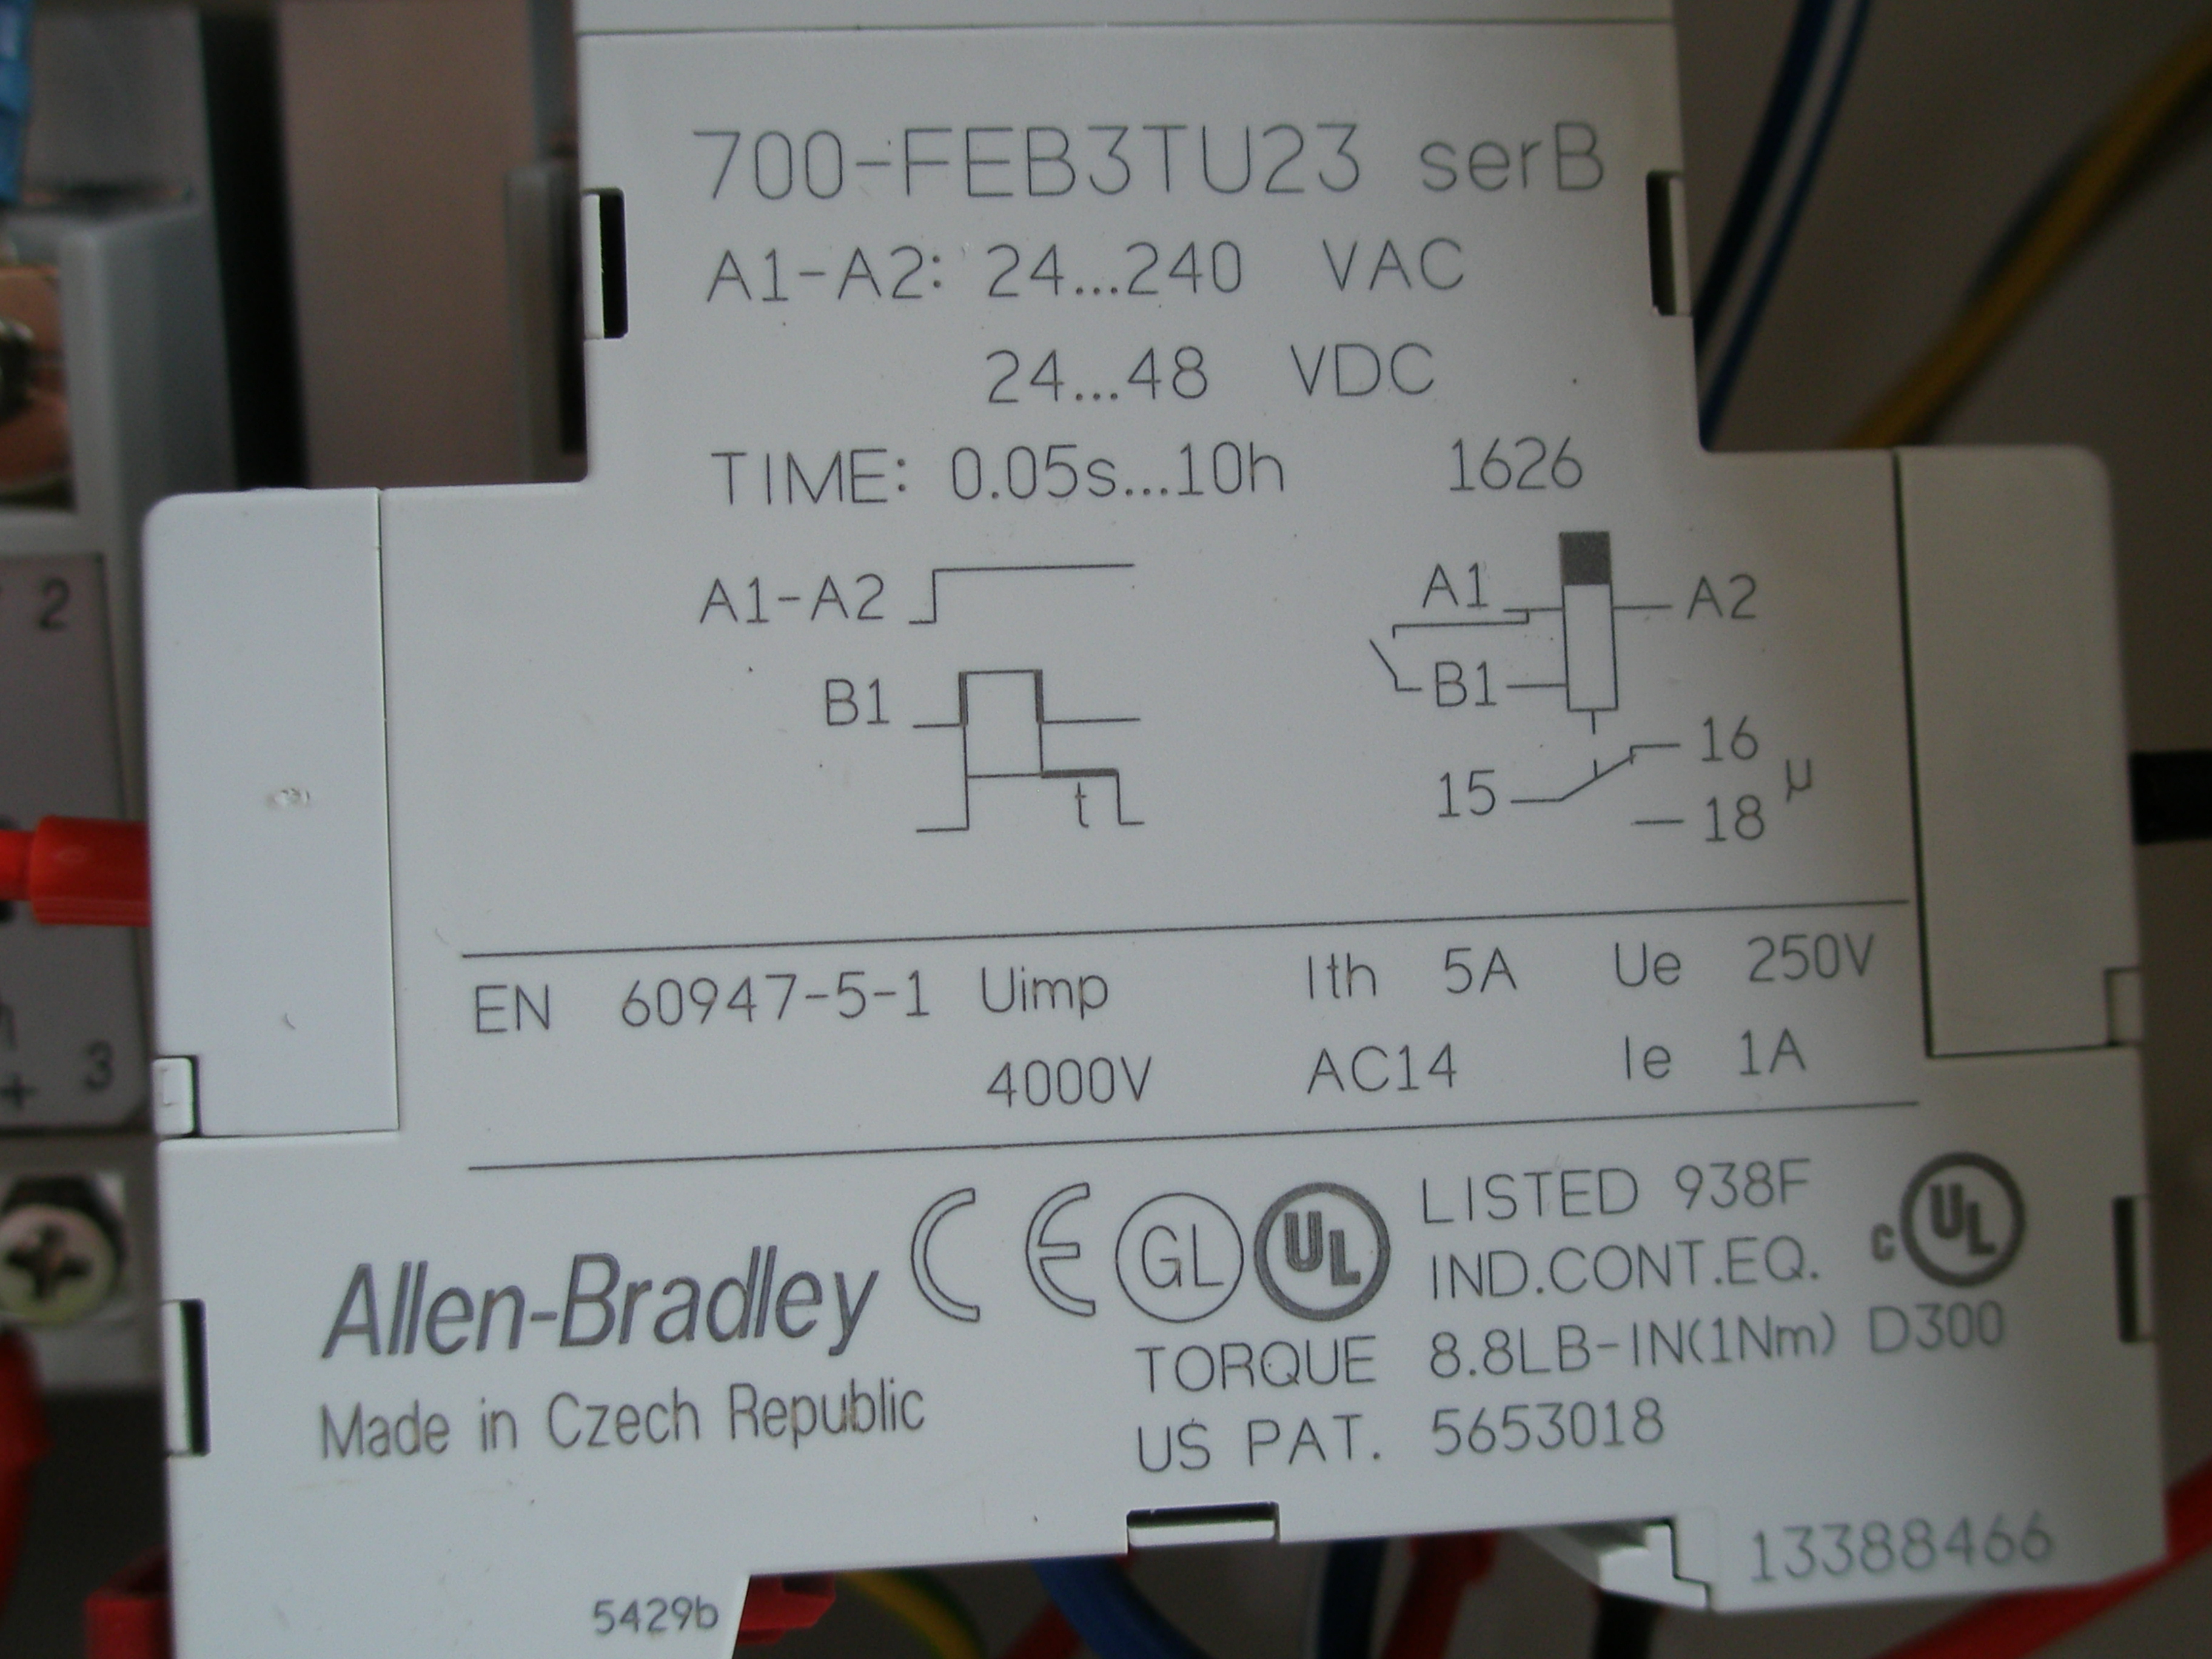 700-FEB3TU23 serB
A1-A2: 24...240 VAC
24...48 VDC
TIME: 0.05s...10h 1626
A1-A2
A1 A2
B1
B1
t
16
15
18
μ
EN 60947-5-1 Uimp Ith 5A Ue 250V
4000V AC14 Ie 1A
Allen-Bradley
Made in Czech Republic
CE GL UL
LISTED 938F
IND.CONT.EQ.
c UL
TORQUE 8.8LB-IN(1Nm) D300
US PAT. 5653018
5429b
13388466
2
+ 3